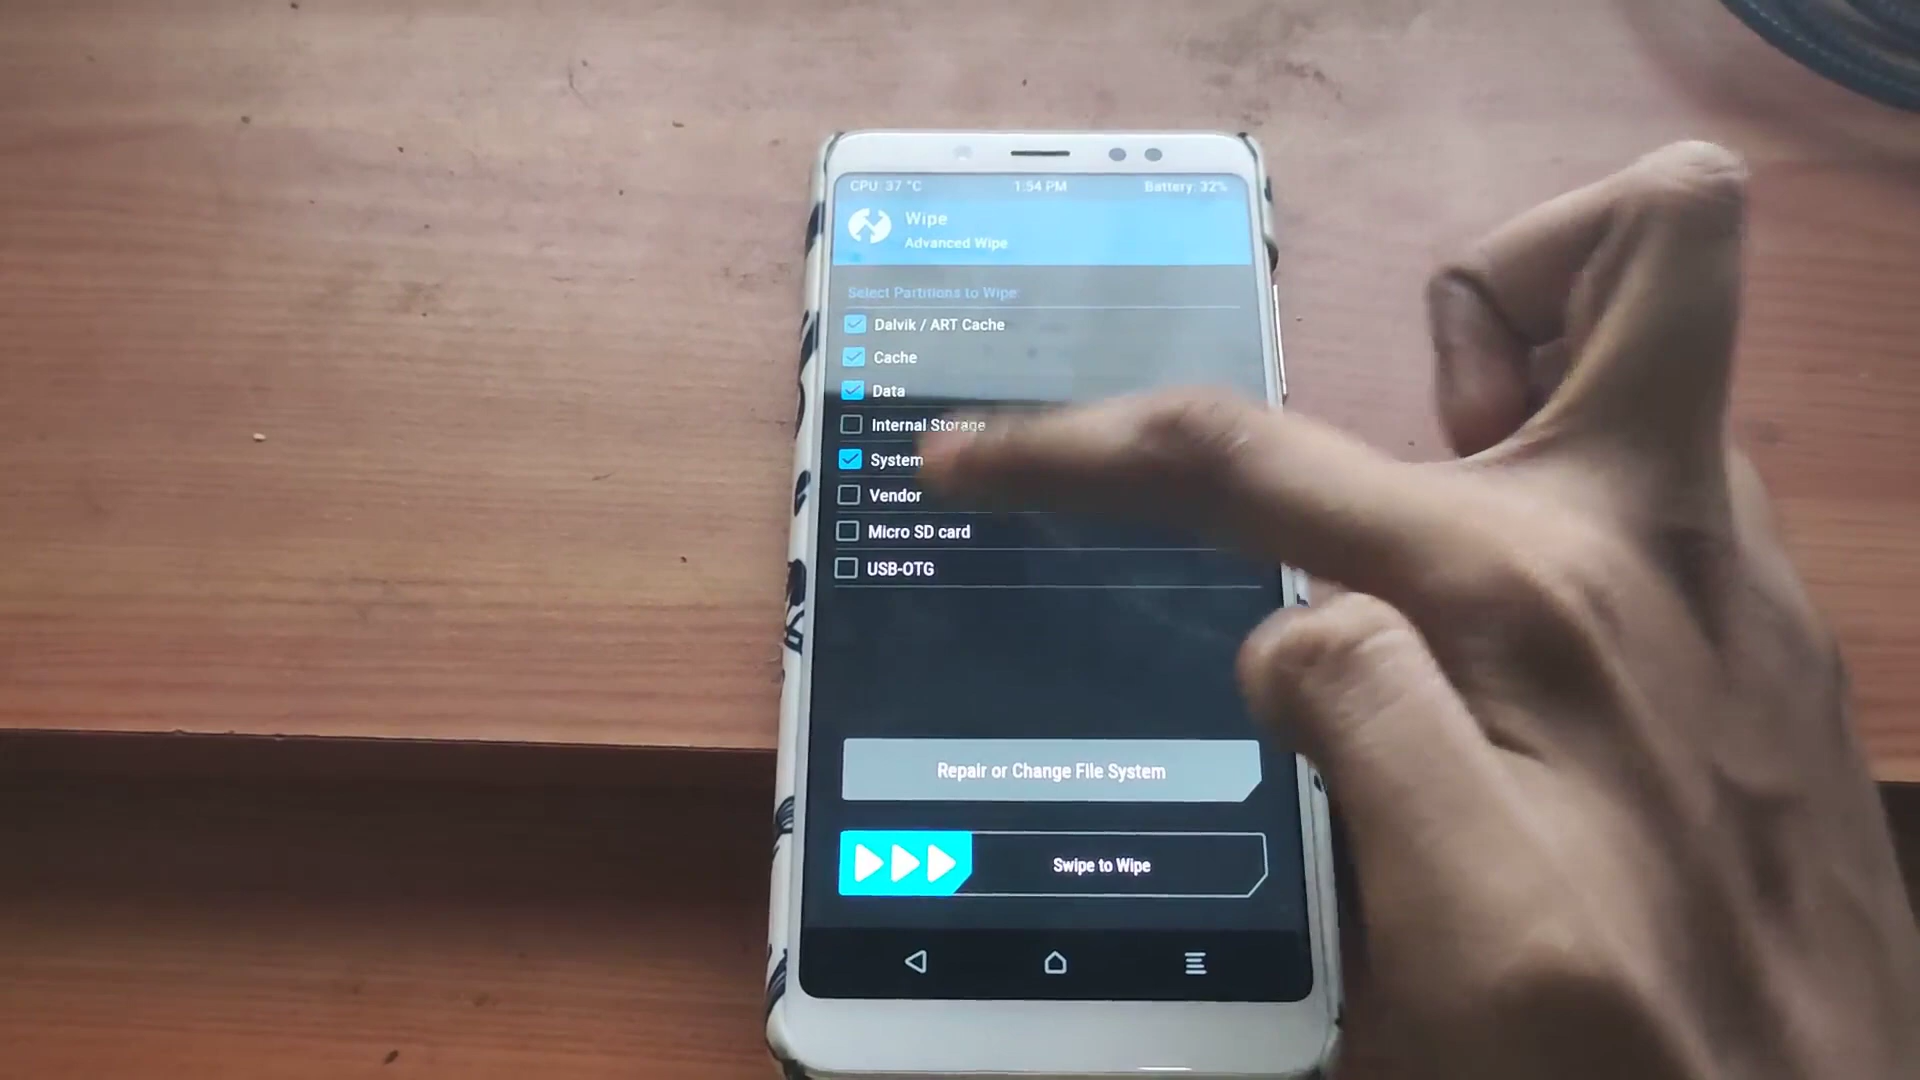 CPU: 37 °C 1:54 PM Battery: 32%
Wipe
Advanced Wipe
Select Partitions to Wipe:
Dalvik / ART Cache
Cache
Data
Internal Storage
System
Vendor
Micro SD card
USB-OTG
Repair or Change File System
Swipe to Wipe